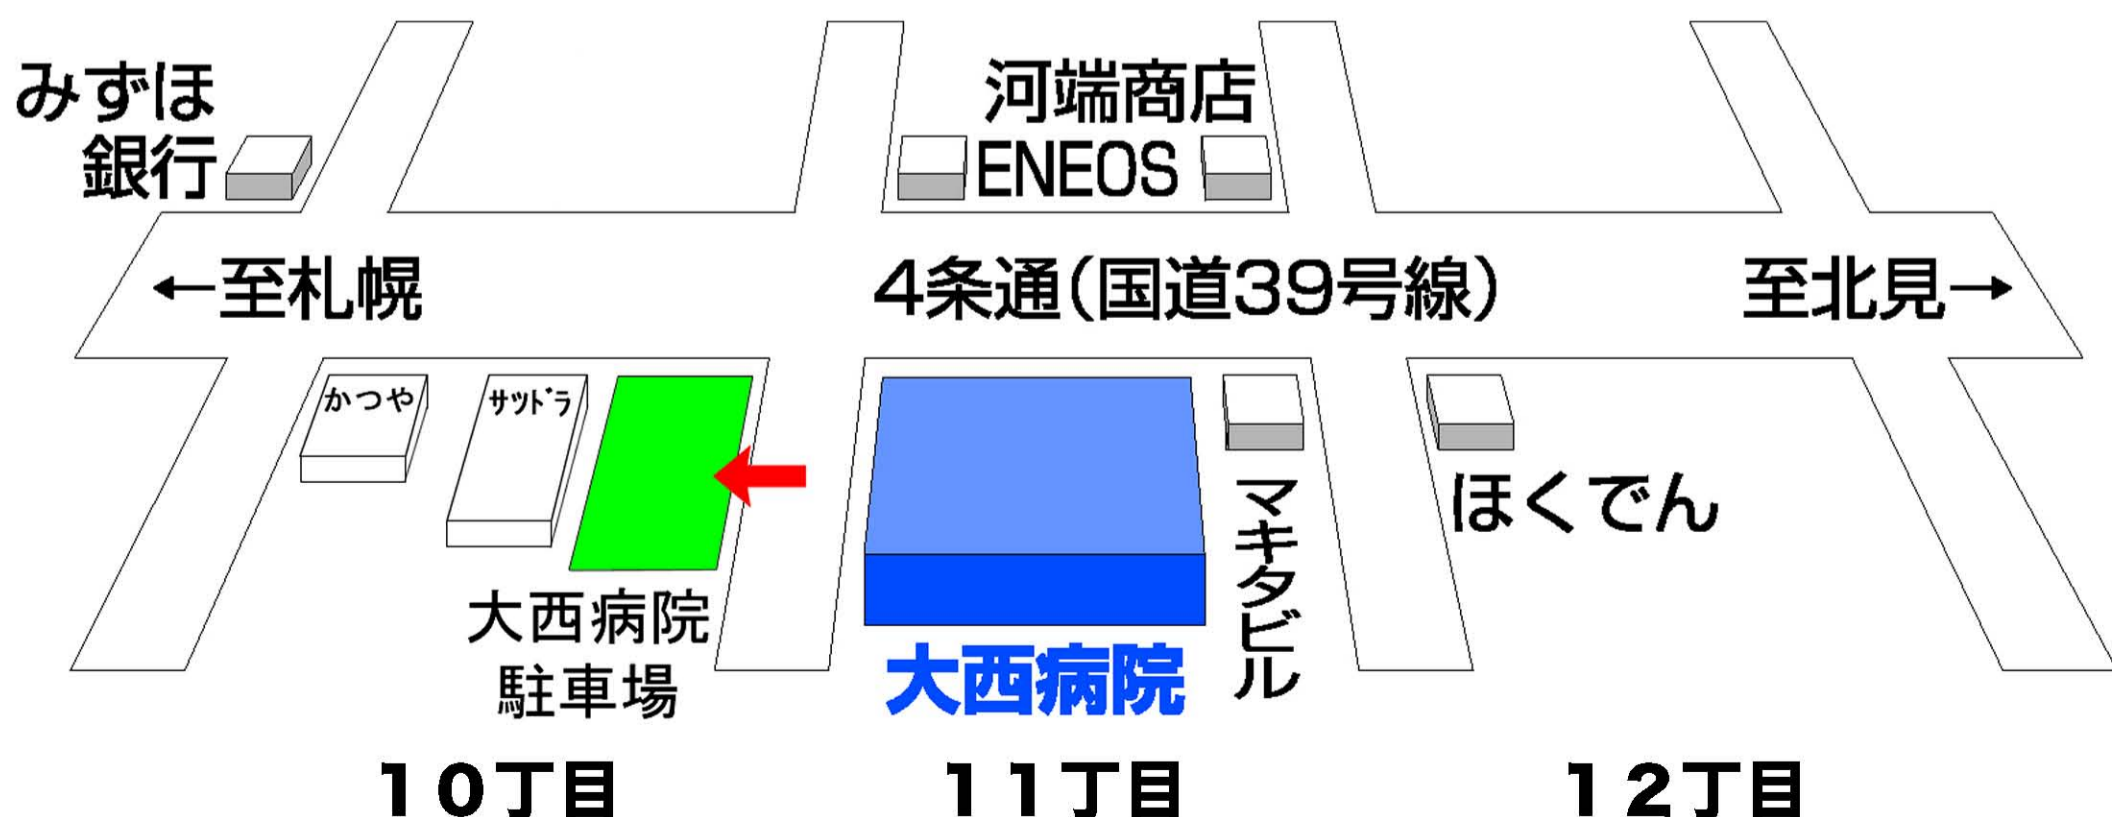 みずほ
銀行
河端商店
ENEOS
←至札幌
4条通(国道39号線)
至北見→
かつや
サツドラ
大西病院
駐車場
大西病院
マキタビル
ほくでん
10丁目
11丁目
12丁目